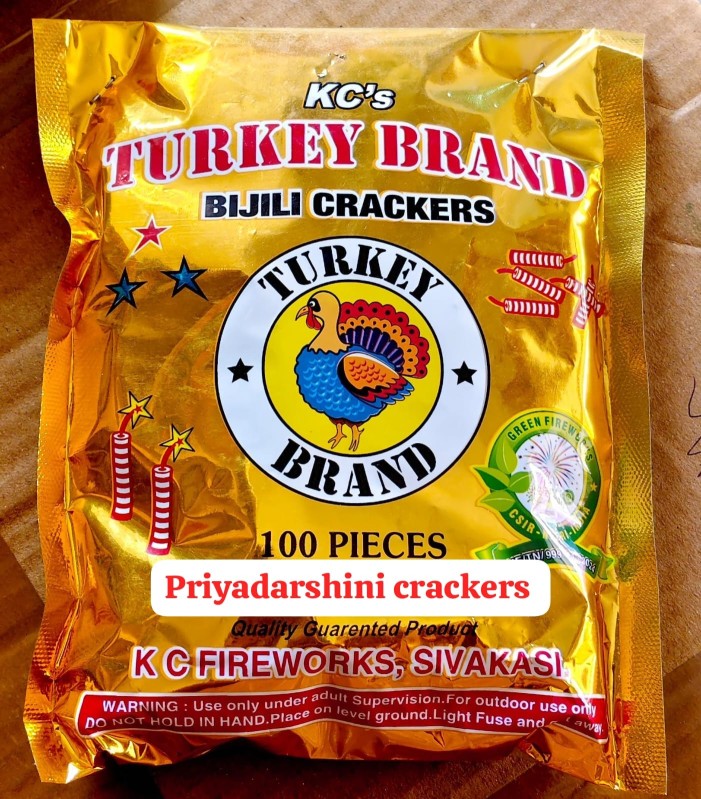 KC's
TURKEY BRAND
BIJILI CRACKERS
TURKEY
BRAND
GREEN FIREWORKS
100 PIECES
Priyadarshini crackers
Quality Guarented Product
K C FIREWORKS, SIVAKASI.
WARNING : Use only under adult Supervision.For outdoor use only
DO NOT HOLD IN HAND.Place on level ground.Light Fuse and away.